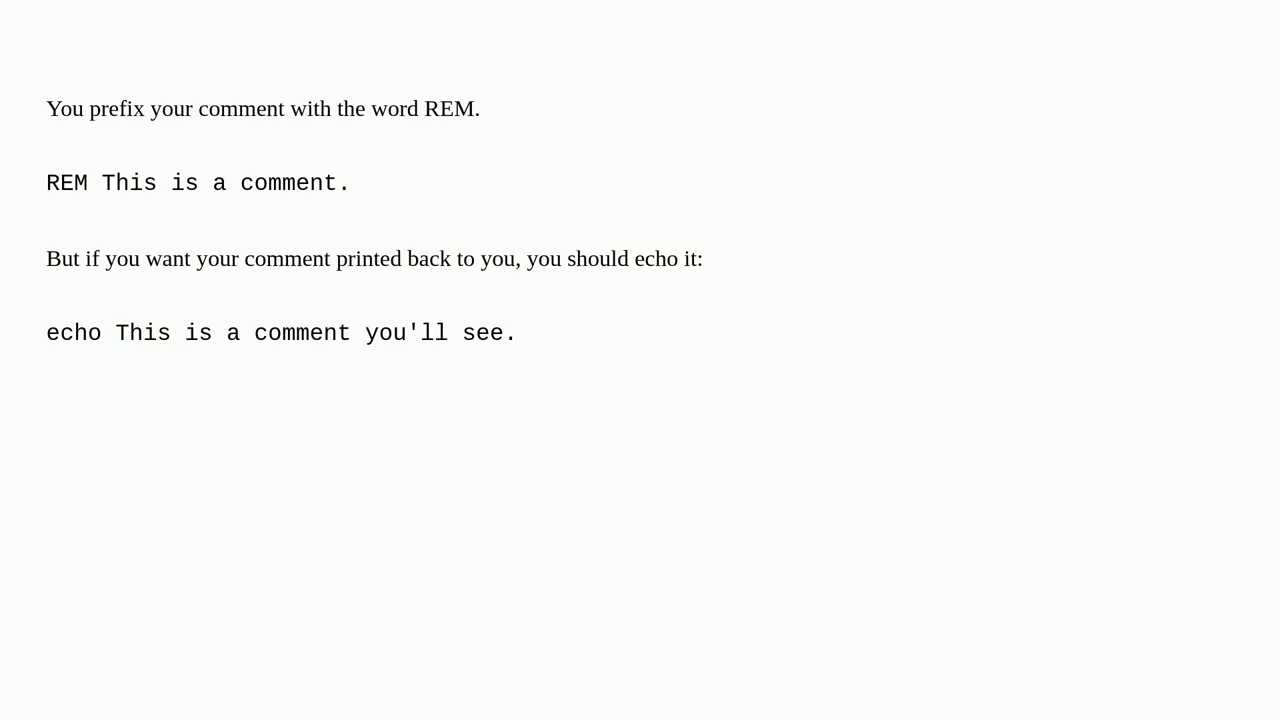 You prefix your comment with the word REM.
REM This is a comment.
But if you want your comment printed back to you, you should echo it:
echo This is a comment you'll see.